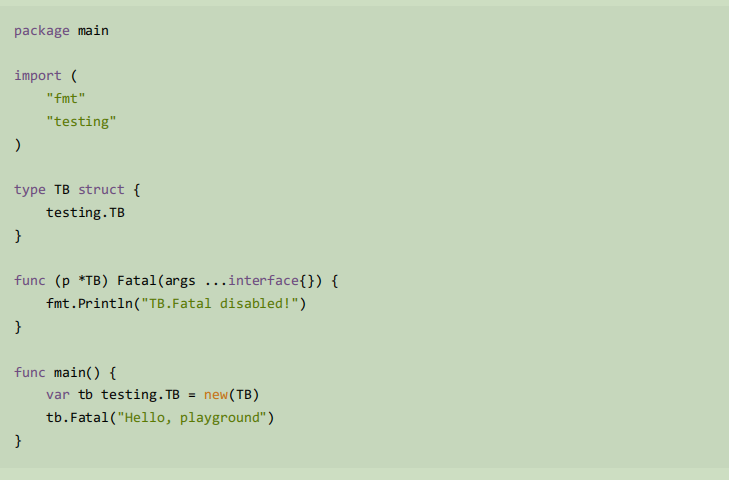 package main
import (
"fmt"
"testing"
)
type TB struct {
testing.TB
}
func (p *TB) Fatal(args ...interface{}) {
fmt.Println("TB.Fatal disabled!")
}
func main() {
var tb testing.TB = new(TB)
tb.Fatal("Hello, playground")
}